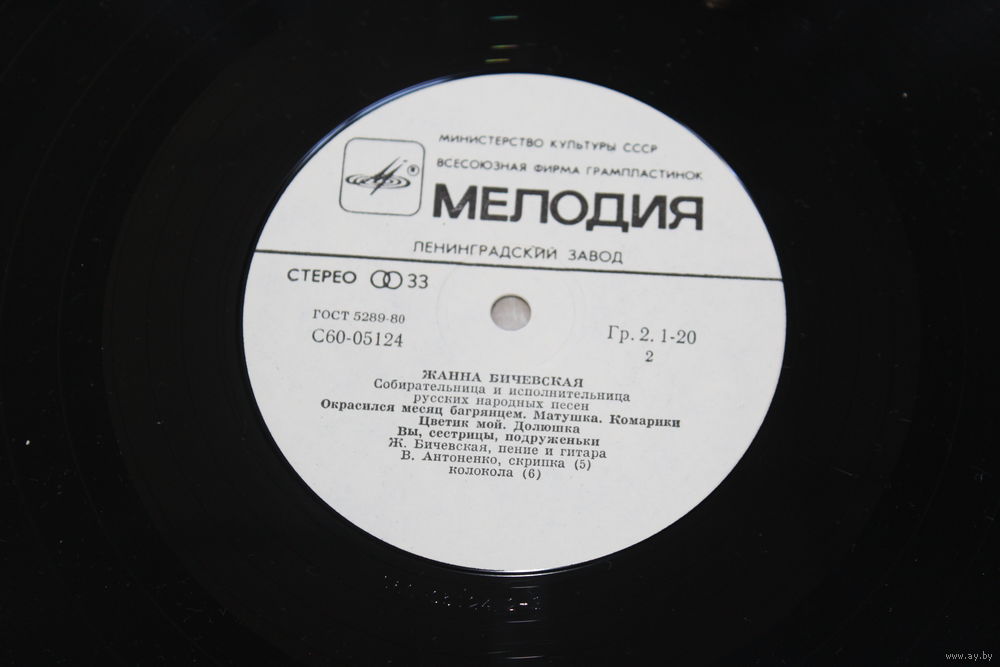 МИНИСТЕРСТВО КУЛЬТУРЫ СССР
ВСЕСОЮЗНАЯ ФИРМА ГРАМПЛАСТИНОК
МЕЛОДИЯ
ЛЕНИНГРАДСКИЙ ЗАВОД
СТЕРЕО 33
ГОСТ 5289-80
С60-05124
Гр. 2. 1-20
2
ЖАННА БИЧЕВСКАЯ
Собирательница и исполнительница
русских народных песен
Окрасился месяц багрянцем. Матушка. Комарики
Цветик мой. Долюшка
Вы, сестрицы, подруженьки
Ж. Бичевская, пение и гитара
В. Антоненко, скрипка (5)
колокола (6)
www.ay.by